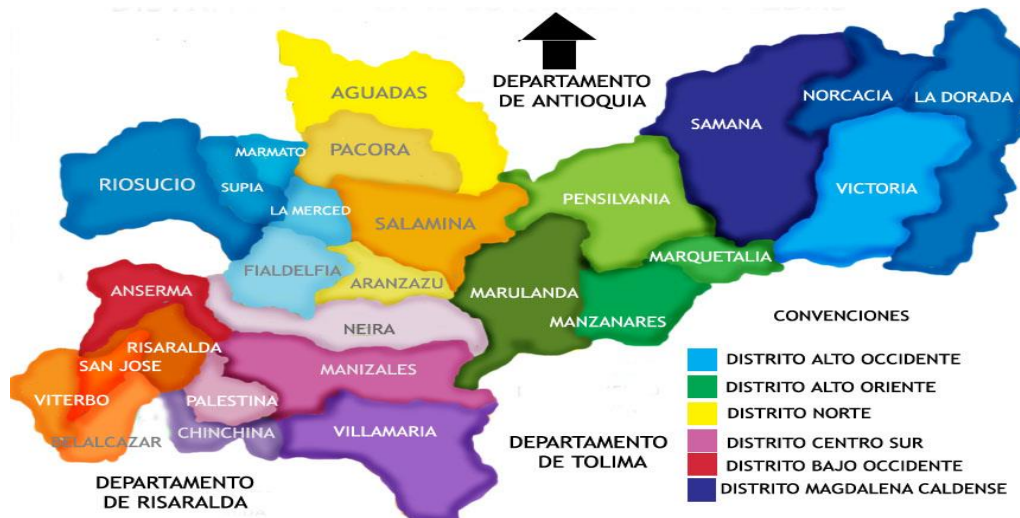 DEPARTAMENTO
DE ANTIOQUIA
AGUADAS
NORCACIA
LA DORADA
SAMANA
MARMATO
PACORA
RIOSUCIO
SUPIA
VICTORIA
PENSILVANIA
LA MERCED
SALAMINA
MARQUETALIA
FIALDELFIA
ARANZAZU
ANSERMA
MARULANDA
NEIRA
MANZANARES
CONVENCIONES
RISARALDA
SAN JOSE
MANIZALES
VITERBO
PALESTINA
CHINCHINA
VILLAMARIA
BELALCAZAR
DISTRITO ALTO OCCIDENTE
DISTRITO ALTO ORIENTE
DISTRITO NORTE
DISTRITO CENTRO SUR
DISTRITO BAJO OCCIDENTE
DISTRITO MAGDALENA CALDENSE
DEPARTAMENTO
DE TOLIMA
DEPARTAMENTO
DE RISARALDA